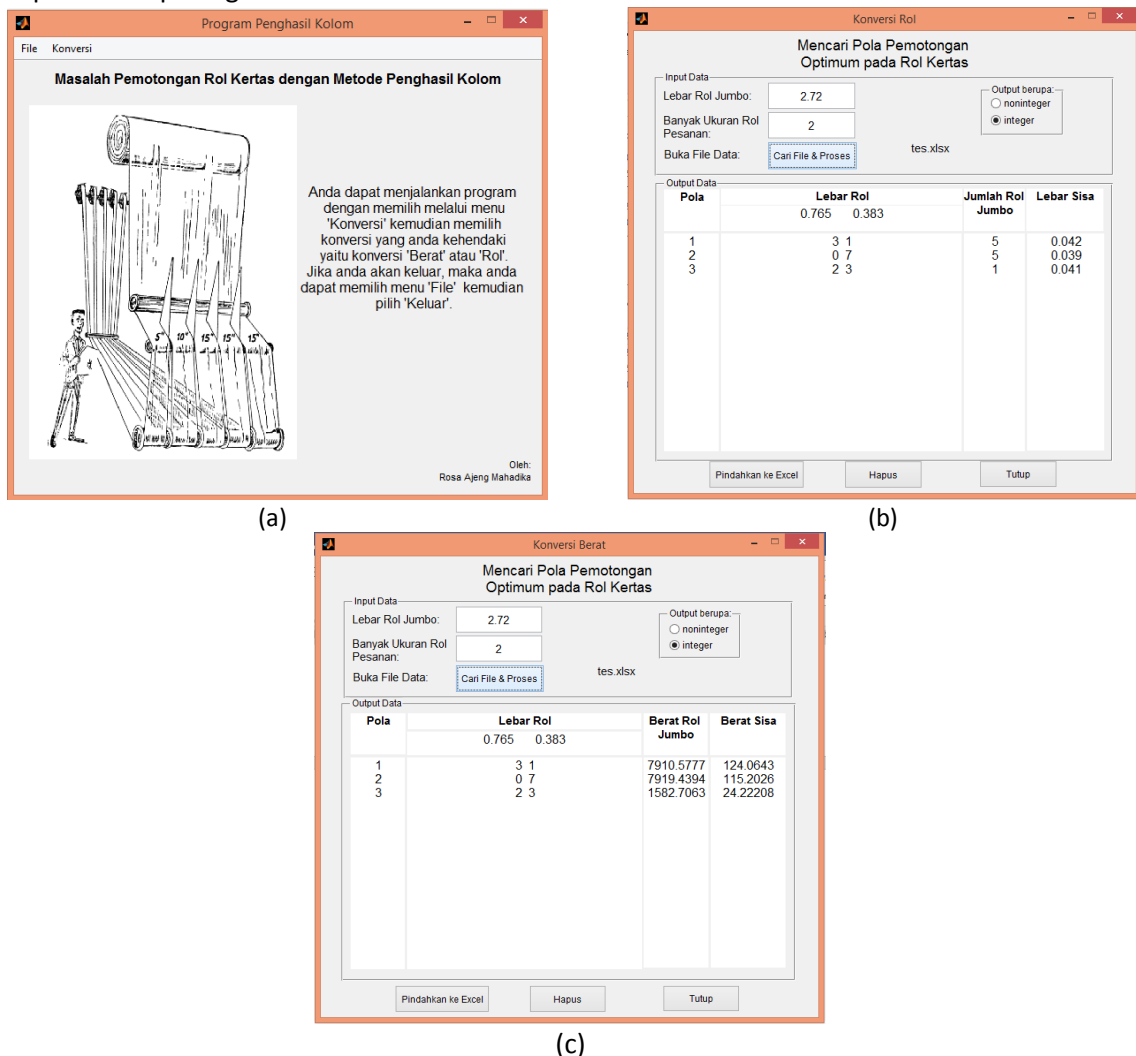 Program Penghasil Kolom
File Konversi
Masalah Pemotongan Rol Kertas dengan Metode Penghasil Kolom
5" 10" 15" 15" 15"
Anda dapat menjalankan program
dengan memilih melalui menu
'Konversi' kemudian memilih
konversi yang anda kehendaki
yaitu konversi 'Berat' atau 'Rol'.
Jika anda akan keluar, maka anda
dapat memilih menu 'File' kemudian
pilih 'Keluar'.
Oleh:
Rosa Ajeng Mahadika
(a)
Konversi Rol
Mencari Pola Pemotongan
Optimum pada Rol Kertas
Input Data
Lebar Rol Jumbo: 2.72
Banyak Ukuran Rol
Pesanan: 2
Buka File Data: Cari File & Proses tes.xlsx
Output berupa:
noninteger
integer
Output Data
Pola Lebar Rol Jumlah Rol Lebar Sisa
0.765 0.383 Jumbo
1 3 1 5 0.042
2 0 7 5 0.039
3 2 3 1 0.041
Pindahkan ke Excel Hapus Tutup
(b)
Konversi Berat
Mencari Pola Pemotongan
Optimum pada Rol Kertas
Input Data
Lebar Rol Jumbo: 2.72
Banyak Ukuran Rol
Pesanan: 2
Buka File Data: Cari File & Proses tes.xlsx
Output berupa:
noninteger
integer
Output Data
Pola Lebar Rol Berat Rol Berat Sisa
0.765 0.383 Jumbo
1 3 1 7910.5777 124.0643
2 0 7 7919.4394 115.2026
3 2 3 1582.7063 24.22208
Pindahkan ke Excel Hapus Tutup
(c)